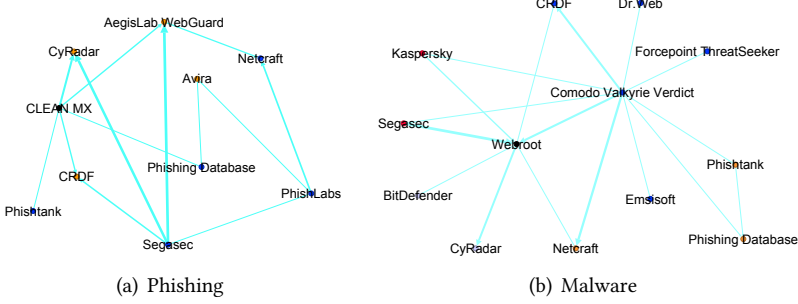 AegisLab WebGuard
CyRadar
Netcraft
Avira
CLEAN MX
Phishing Database
CRDF
PhishLabs
Phishtank
Segasec
(a) Phishing
CRDF
Dr.Web
Kaspersky
Forcepoint ThreatSeeker
Comodo Valkyrie Verdict
Segasec
Webroot
Phishtank
BitDefender
Emsisoft
CyRadar
Netcraft
Phishing Database
(b) Malware